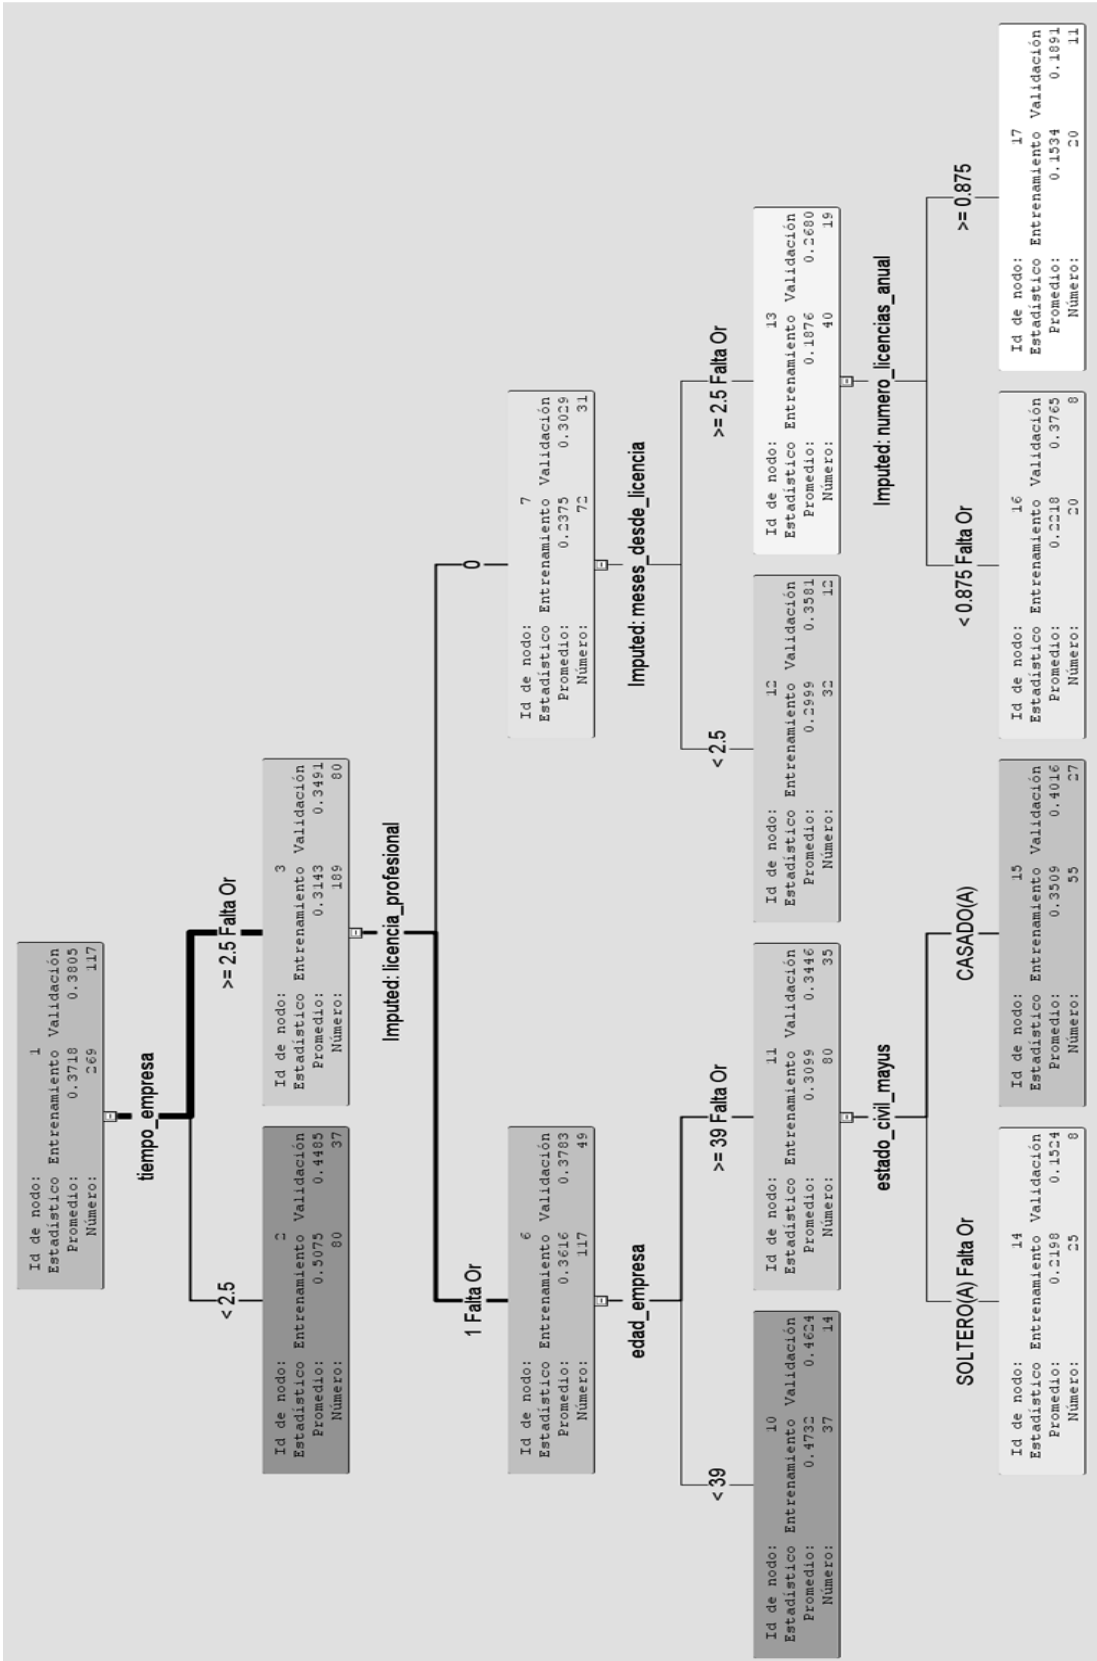 Id de nodo: 1
Estadístico Entrenamiento Validación
Promedio: 0.3718 0.3805
Número: 269 117
tiempo_empresa
< 2.5
>= 2.5 Falta Or
Id de nodo: 2
Estadístico Entrenamiento Validación
Promedio: 0.5075 0.4485
Número: 80 37
Id de nodo: 3
Estadístico Entrenamiento Validación
Promedio: 0.3143 0.3491
Número: 189 80
Imputed: licencia_profesional
1 Falta Or
0
Id de nodo: 6
Estadístico Entrenamiento Validación
Promedio: 0.3616 0.3783
Número: 117 49
Id de nodo: 7
Estadístico Entrenamiento Validación
Promedio: 0.2375 0.3029
Número: 72 31
edad_empresa
Imputed: meses_desde_licencia
< 39
>= 39 Falta Or
< 2.5
>= 2.5 Falta Or
Id de nodo: 10
Estadístico Entrenamiento Validación
Promedio: 0.4732 0.4624
Número: 37 14
Id de nodo: 11
Estadístico Entrenamiento Validación
Promedio: 0.3099 0.3446
Número: 80 35
Id de nodo: 12
Estadístico Entrenamiento Validación
Promedio: 0.2999 0.3581
Número: 32 12
Id de nodo: 13
Estadístico Entrenamiento Validación
Promedio: 0.1876 0.2680
Número: 40 19
estado_civil_mayus
Imputed: numero_licencias_anual
SOLTERO(A) Falta Or
CASADO(A)
< 0.875 Falta Or
>= 0.875
Id de nodo: 14
Estadístico Entrenamiento Validación
Promedio: 0.2198 0.1524
Número: 25 8
Id de nodo: 15
Estadístico Entrenamiento Validación
Promedio: 0.3509 0.4016
Número: 55 27
Id de nodo: 16
Estadístico Entrenamiento Validación
Promedio: 0.2218 0.3765
Número: 20 8
Id de nodo: 17
Estadístico Entrenamiento Validación
Promedio: 0.1534 0.1891
Número: 20 11